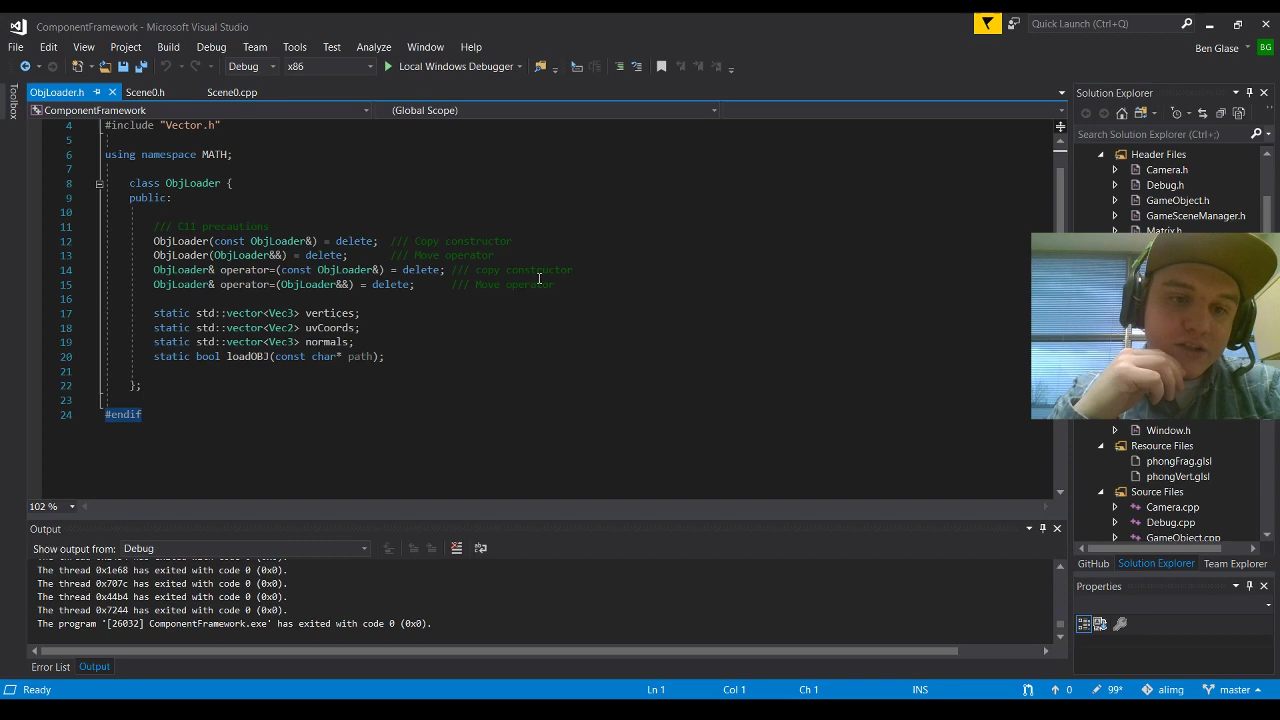 ComponentFramework - Microsoft Visual Studio
Quick Launch (Ctrl+Q)
File Edit View Project Build Debug Team Tools Test Analyze Window Help
Ben Glase BG
Debug x86 Local Windows Debugger
Toolbox
ObjLoader.h Scene0.h Scene0.cpp
ComponentFramework (Global Scope)
4 #include "Vector.h"
5
6 using namespace MATH;
7
8 class ObjLoader {
9 public:
10
11 /// C11 precautions
12 ObjLoader(const ObjLoader&) = delete; /// Copy constructor
13 ObjLoader(ObjLoader&&) = delete; /// Move operator
14 ObjLoader& operator=(const ObjLoader&) = delete; /// copy constructor
15 ObjLoader& operator=(ObjLoader&&) = delete; /// Move operator
16
17 static std::vector<Vec3> vertices;
18 static std::vector<Vec2> uvCoords;
19 static std::vector<Vec3> normals;
20 static bool loadOBJ(const char* path);
21
22 };
23
24 #endif
102 %
Output
Show output from: Debug
The thread 0x1e68 has exited with code 0 (0x0).
The thread 0x707c has exited with code 0 (0x0).
The thread 0x44b4 has exited with code 0 (0x0).
The thread 0x7244 has exited with code 0 (0x0).
The program '[26032] ComponentFramework.exe' has exited with code 0 (0x0).
Error List Output
Solution Explorer
Search Solution Explorer (Ctrl+;)
Header Files
Camera.h
Debug.h
GameObject.h
GameSceneManager.h
Matrix.h
Window.h
Resource Files
phongFrag.glsl
phongVert.glsl
Source Files
Camera.cpp
Debug.cpp
GameObject.cpp
GitHub Solution Explorer Team Explorer
Properties
Ready Ln 1 Col 1 Ch 1 INS 0 99* alimg master